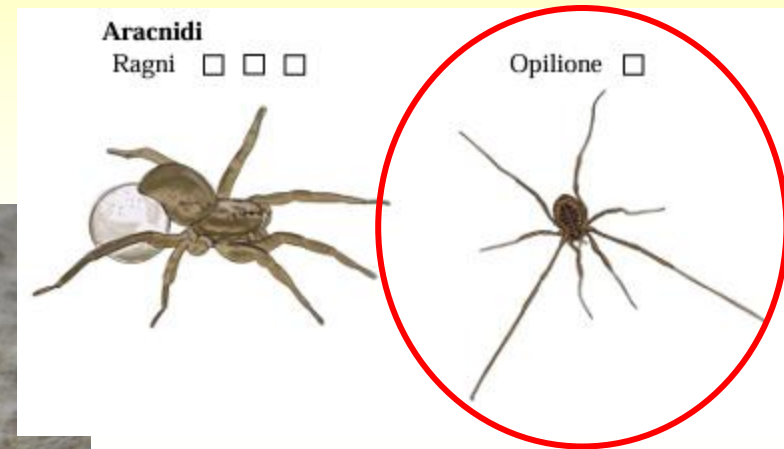 Aracnidi
Ragni □ □ □
Opilione □